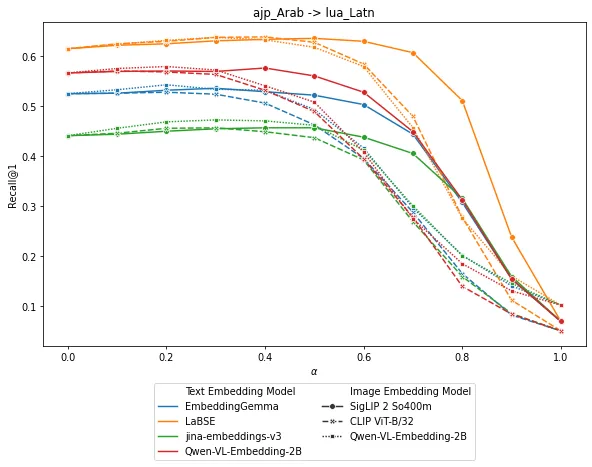 ajp_Arab -> lua_Latn
Recall@1
0.6
0.5
0.4
0.3
0.2
0.1
0.0 0.2 0.4 0.6 0.8 1.0
α
Text Embedding Model Image Embedding Model
EmbeddingGemma SigLIP 2 So400m
LaBSE CLIP ViT-B/32
jina-embeddings-v3 Qwen-VL-Embedding-2B
Qwen-VL-Embedding-2B